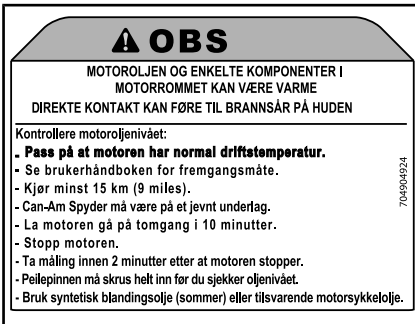 OBS
MOTOROLJEN OG ENKELTE KOMPONENTER I
MOTORROMMET KAN VÆRE VARME
DIREKTE KONTAKT KAN FØRE TIL BRANNSÅR PÅ HUDEN
Kontrollere motoroljenivået:
- Pass på at motoren har normal driftstemperatur.
- Se brukerhåndboken for fremgangsmåte.
- Kjør minst 15 km (9 miles).
- Can-Am Spyder må være på et jevnt underlag.
- La motoren gå på tomgang i 10 minutter.
- Stopp motoren.
- Ta måling innen 2 minutter etter at motoren stopper.
- Peilepinnen må skrus helt inn før du sjekker oljenivået.
- Bruk syntetisk blandingsolje (sommer) eller tilsvarende motorsykkelolje.
704904924